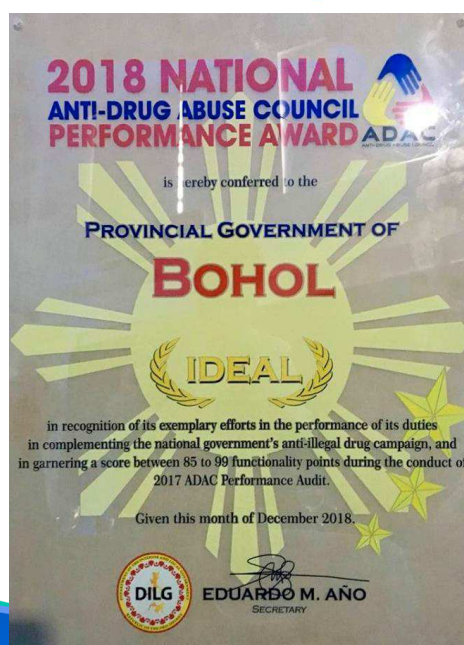 2018 NATIONAL
ANTI-DRUG ABUSE COUNCIL
PERFORMANCE AWARD
ADAC
ANTI-DRUG ABUSE COUNCIL
is hereby conferred to the
PROVINCIAL GOVERNMENT OF
BOHOL
IDEAL
in recognition of its exemplary efforts in the performance of its duties
in complementing the national government's anti-illegal drug campaign, and
in garnering a score between 85 to 99 functionality points during the conduct of
2017 ADAC Performance Audit.
Given this month of December 2018.
DILG
EDUARDO M. AÑO
SECRETARY